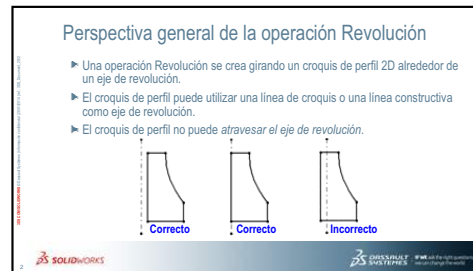 Perspectiva general de la operación Revolución
Una operación Revolución se crea girando un croquis de perfil 2D alrededor de
un eje de revolución.
El croquis de perfil puede utilizar una línea de croquis o una línea constructiva
como eje de revolución.
El croquis de perfil no puede atravesar el eje de revolución.
Correcto Correcto Incorrecto
2
SOLIDWORKS
DASSAULT
SYSTEMES